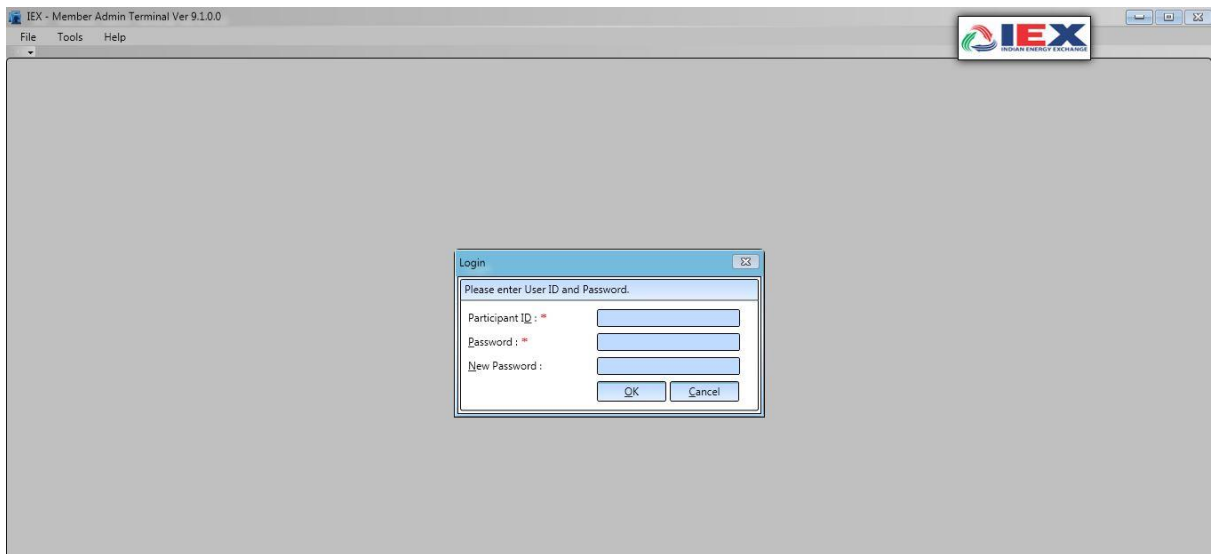 IEX - Member Admin Terminal Ver 9.1.0.0
File Tools Help
IEX
INDIAN ENERGY EXCHANGE
Login
Please enter User ID and Password.
Participant ID : *
Password : *
New Password :
OK Cancel